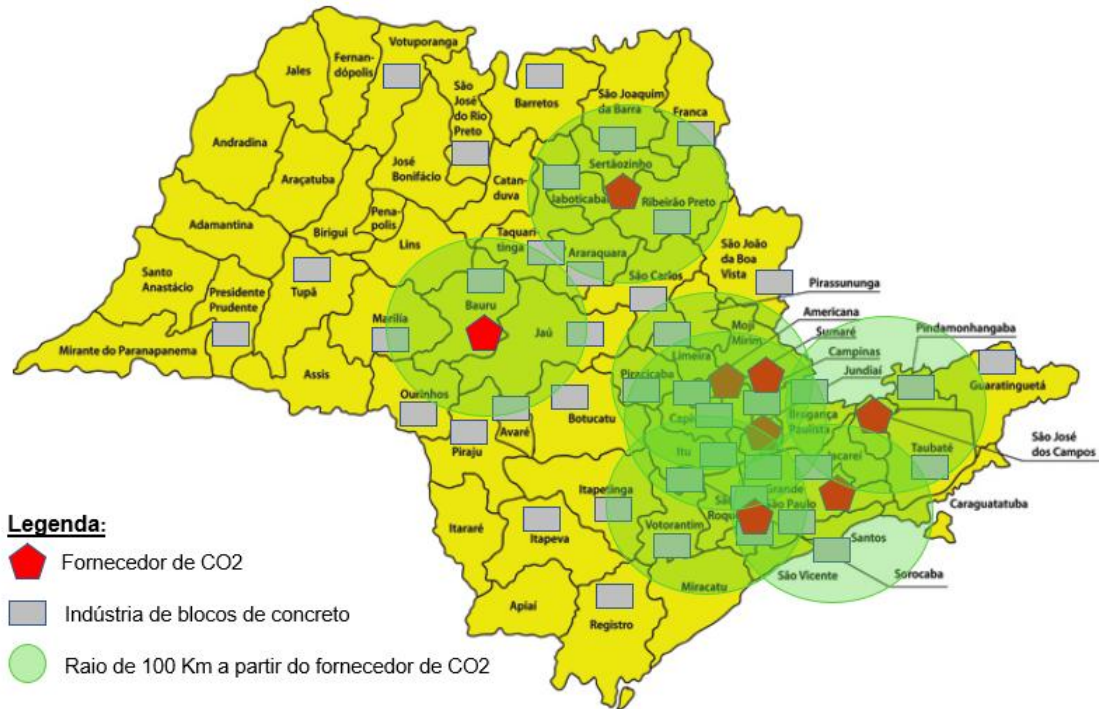 Votuporanga
Fernan-
dópolis
Jales
São
José
do Rio
Preto
Barretos
São Joaquim
da Barra
Franca
Andradina
José
Bonifácio
Sertãozinho
Araçatuba
Catan-
duva
Jaboticabal
Ribeirão Preto
Pena-
polis
Adamantina
Birigui
Lins
Taquari
tinga
Araraquara
São João
da Boa
Vista
Santo
Anastácio
Presidente
Prudente
Tupã
Bauru
São Carlos
Pirassununga
Marília
Jaú
Moji
Mirim
Americana
Sumaré
Pindamonhangaba
Mirante do Paranapanema
Limeira
Campinas
Jundiaí
Assis
Piracicaba
Guaratinguetá
Ourinhos
Botucatu
Bragança
Paulista
Avaré
São José
dos Campos
Piraju
Itu
Taubaté
Itapetinga
São
Roque
Grande
São Paulo
Caraguatatuba
Legenda:
Votorantim
Itararé
Itapeva
Santos
Fornecedor de CO2
São Vicente
Sorocaba
Miracatu
Apiaí
Indústria de blocos de concreto
Registro
Raio de 100 Km a partir do fornecedor de CO2